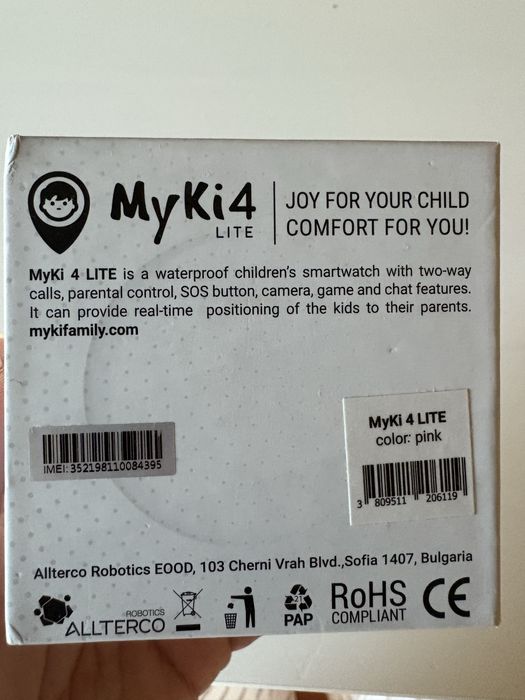 MyKi4
LITE
JOY FOR YOUR CHILD
COMFORT FOR YOU!
MyKi 4 LITE is a waterproof children's smartwatch with two-way
calls, parental control, SOS button, camera, game and chat features.
It can provide real-time positioning of the kids to their parents.
mykifamily.com
MyKi 4 LITE
color: pink
3 809511 206119
IMEI: 352198110084395
Allterco Robotics EOOD, 103 Cherni Vrah Blvd.,Sofia 1407, Bulgaria
ROBOTICS
ALLTERCO
21
PAP
RoHS
COMPLIANT
CE